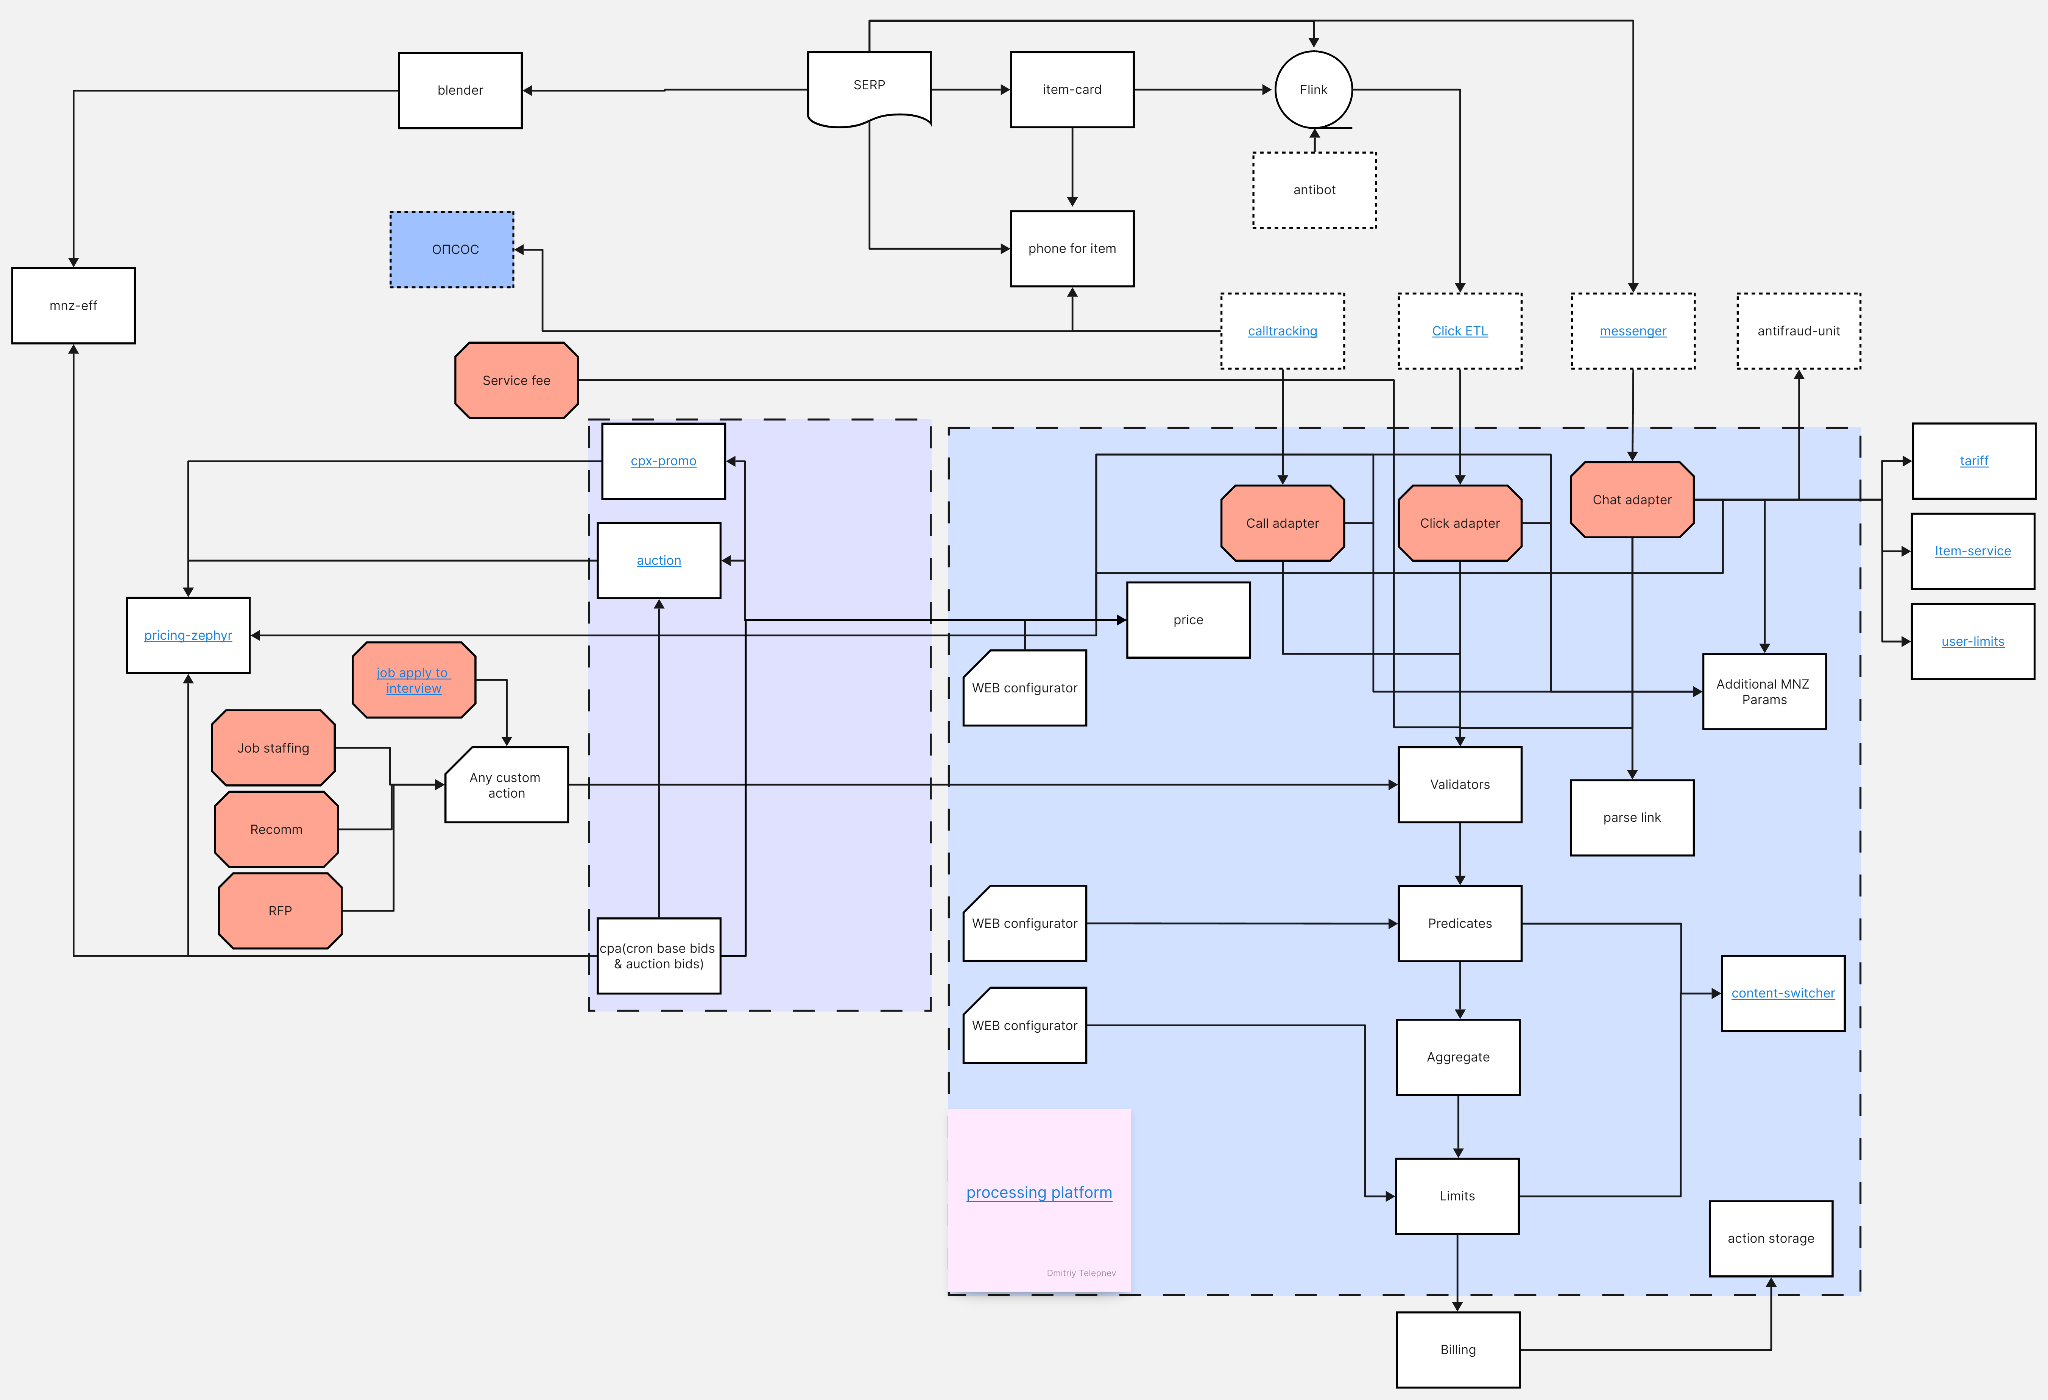 blender
SERP
item-card
Flink
antibot
ОПСОС
phone for item
mnz-eff
calltracking
Click ETL
messenger
antifraud-unit
Service fee
cpx-promo
tariff
Call adapter
Click adapter
Chat adapter
auction
Item-service
price
pricing-zephyr
user-limits
job apply to
interview
WEB configurator
Additional MNZ
Params
Job staffing
Any custom
action
Validators
Recomm
parse link
RFP
WEB configurator
Predicates
cpa(cron base bids
& auction bids)
content-switcher
WEB configurator
Aggregate
processing platform
Limits
action storage
Dmitriy Telepnev
Billing